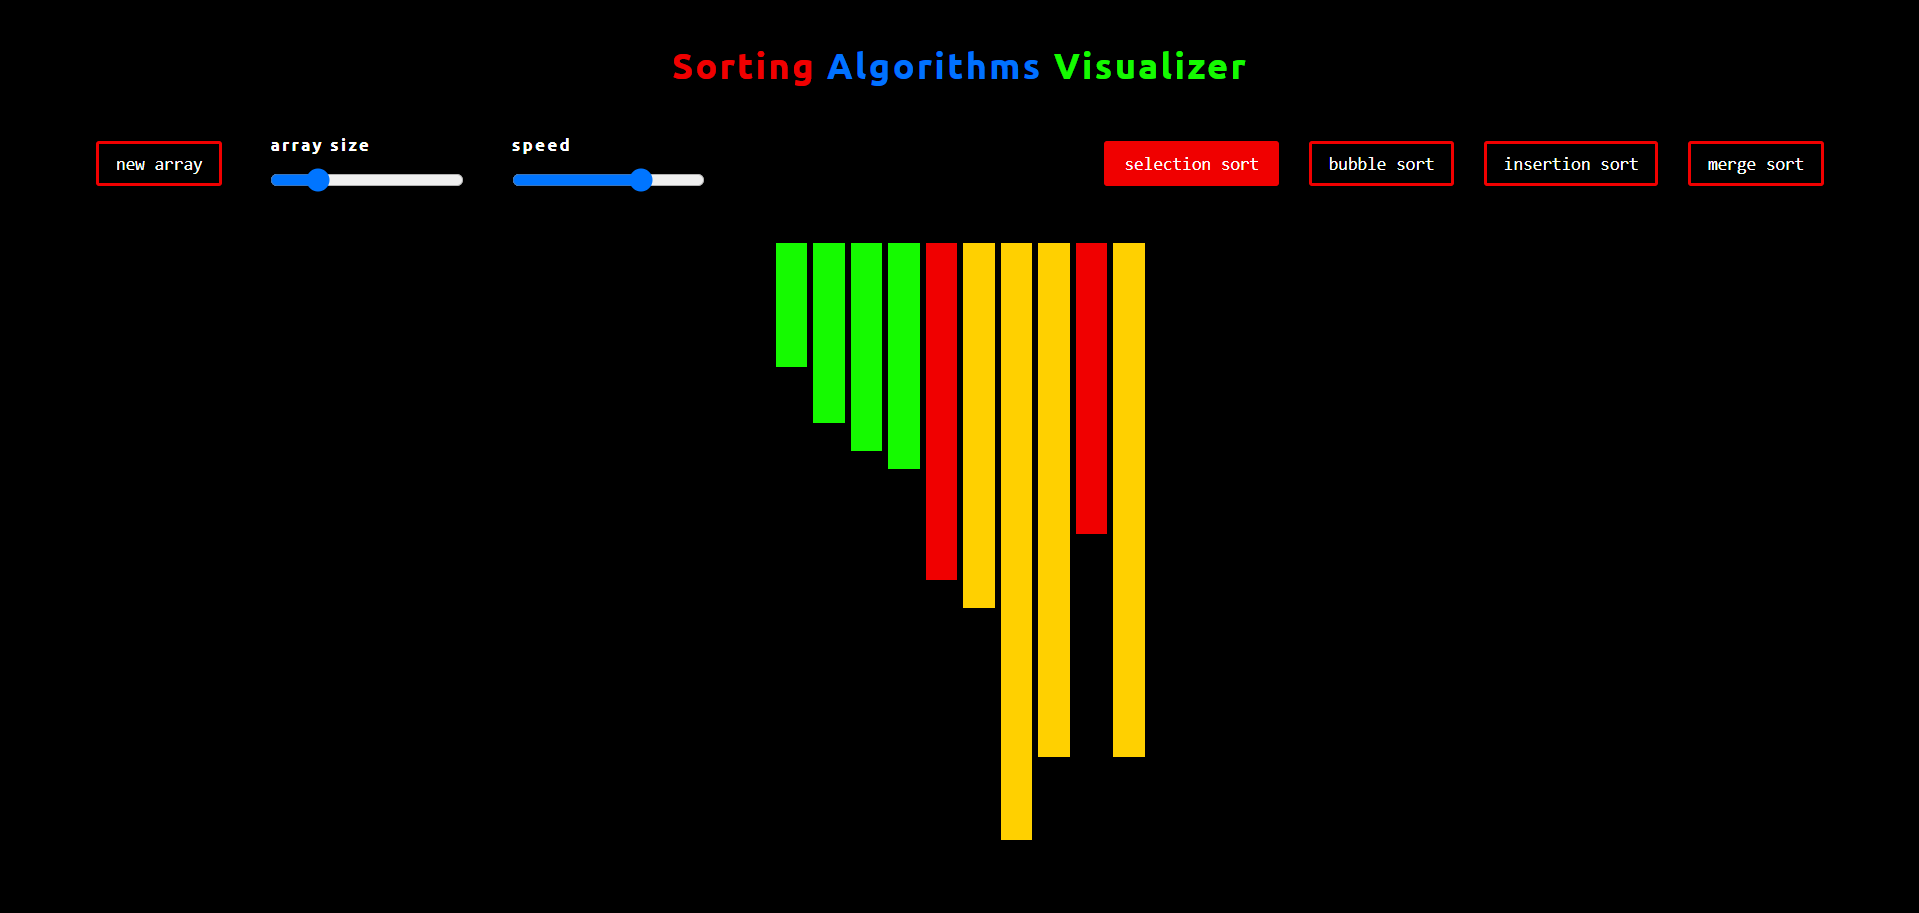 Sorting Algorithms Visualizer
new array
array size
speed
selection sort
bubble sort
insertion sort
merge sort